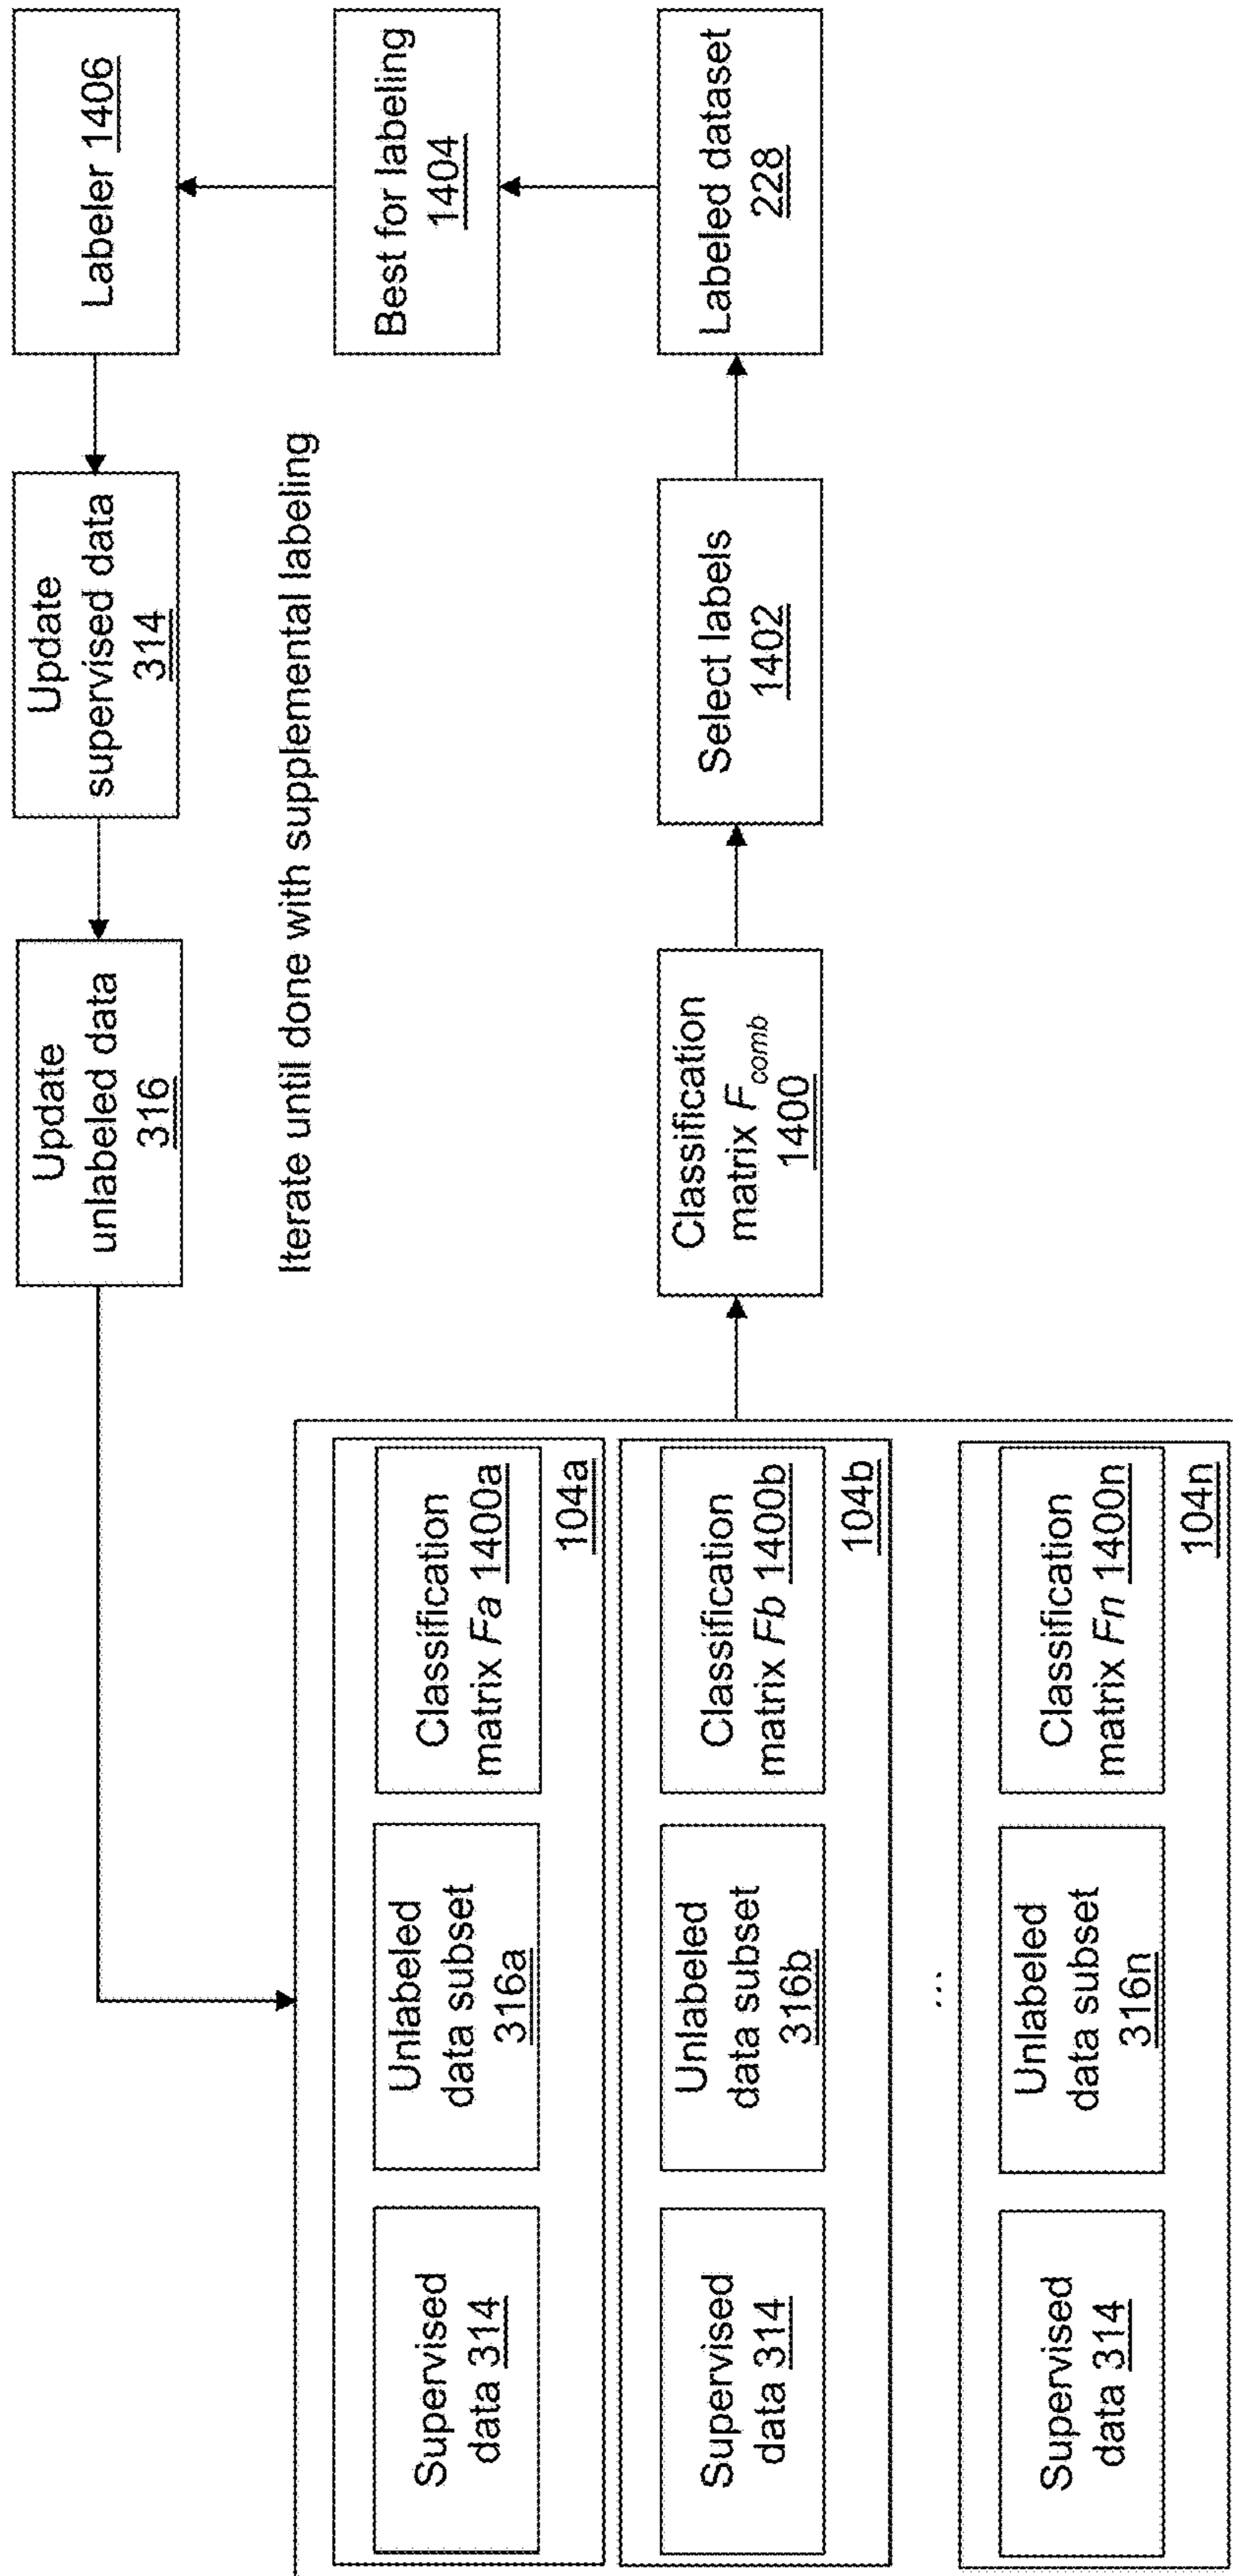 Update
unlabeled data
316
Update
supervised data
314
Labeler 1406
Iterate until done with supplemental labeling
Best for labeling
1404
Supervised
data 314
Unlabeled
data subset
316a
Classification
matrix Fa 1400a
104a
Supervised
data 314
Unlabeled
data subset
316b
Classification
matrix Fb 1400b
104b
...
Supervised
data 314
Unlabeled
data subset
316n
Classification
matrix Fn 1400n
104n
Classification
matrix Fcomb
1400
Select labels
1402
Labeled dataset
228